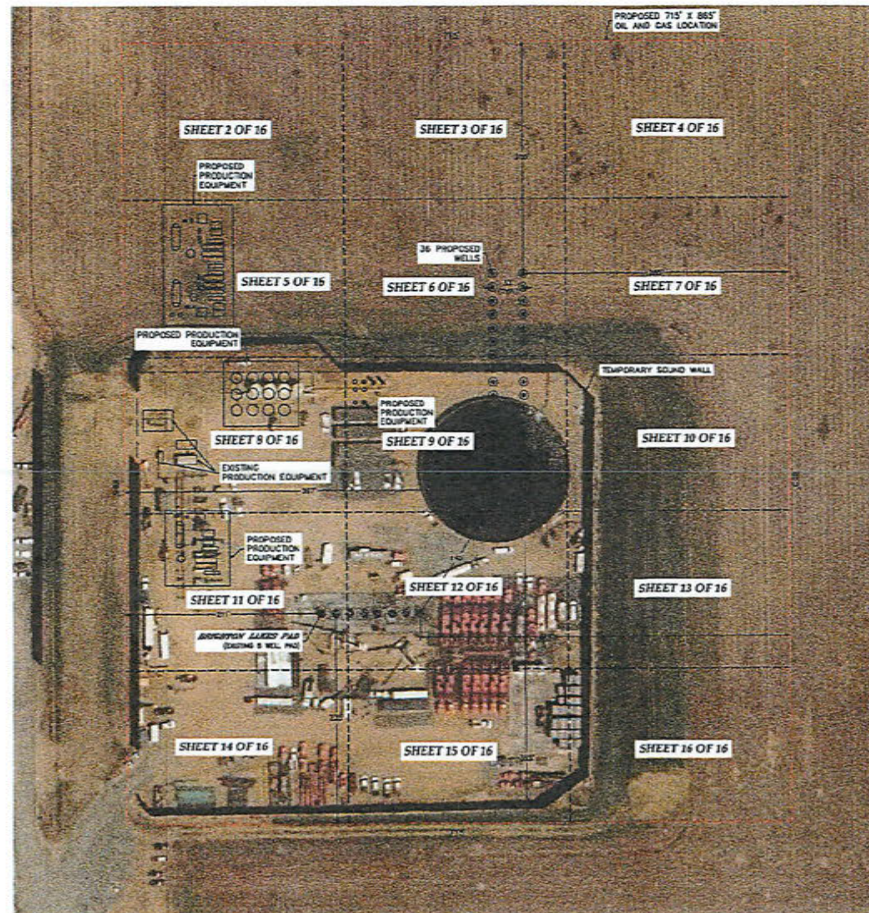 PROPOSED 715' X 865'
OIL AND GAS LOCATION
SHEET 2 OF 16
SHEET 3 OF 16
SHEET 4 OF 16
PROPOSED
PRODUCTION
EQUIPMENT
36 PROPOSED
WELLS
SHEET 5 OF 16
SHEET 6 OF 16
SHEET 7 OF 16
PROPOSED PRODUCTION
EQUIPMENT
TEMPORARY SOUND WALL
PROPOSED
PRODUCTION
EQUIPMENT
SHEET 8 OF 16
SHEET 9 OF 16
SHEET 10 OF 16
EXISTING
PRODUCTION EQUIPMENT
PROPOSED
PRODUCTION
EQUIPMENT
SHEET 11 OF 16
SHEET 12 OF 16
SHEET 13 OF 16
BRIGHTON LAKES PAD
(EXISTING 8 WELL PAD)
SHEET 14 OF 16
SHEET 15 OF 16
SHEET 16 OF 16